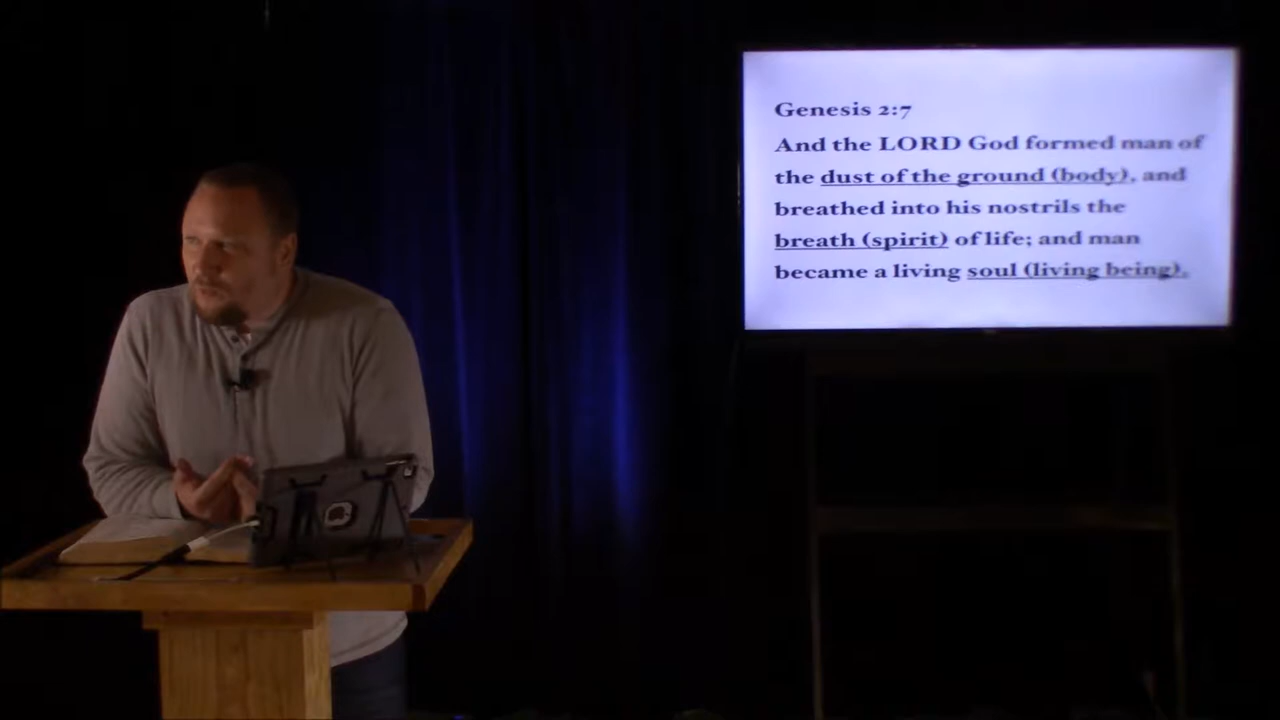 Genesis 2:7
And the LORD God formed man of
the dust of the ground (body), and
breathed into his nostrils the
breath (spirit) of life; and man
became a living soul (living being).